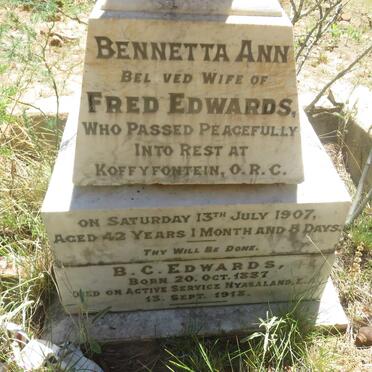 BENNETTA ANN
BEL VED WIFE OF
FRED EDWARDS,
WHO PASSED PEACEFULLY
INTO REST AT
KOFFYFONTEIN, O.R.C.
ON SATURDAY 13TH JULY 1907,
AGED 42 YEARS 1 MONTH AND 8 DAYS.
THY WILL BE DONE.
B. C. EDWARDS,
BORN 20. OCT. 1887
DIED ON ACTIVE SERVICE NYASALAND,
13. SEPT. 1918.